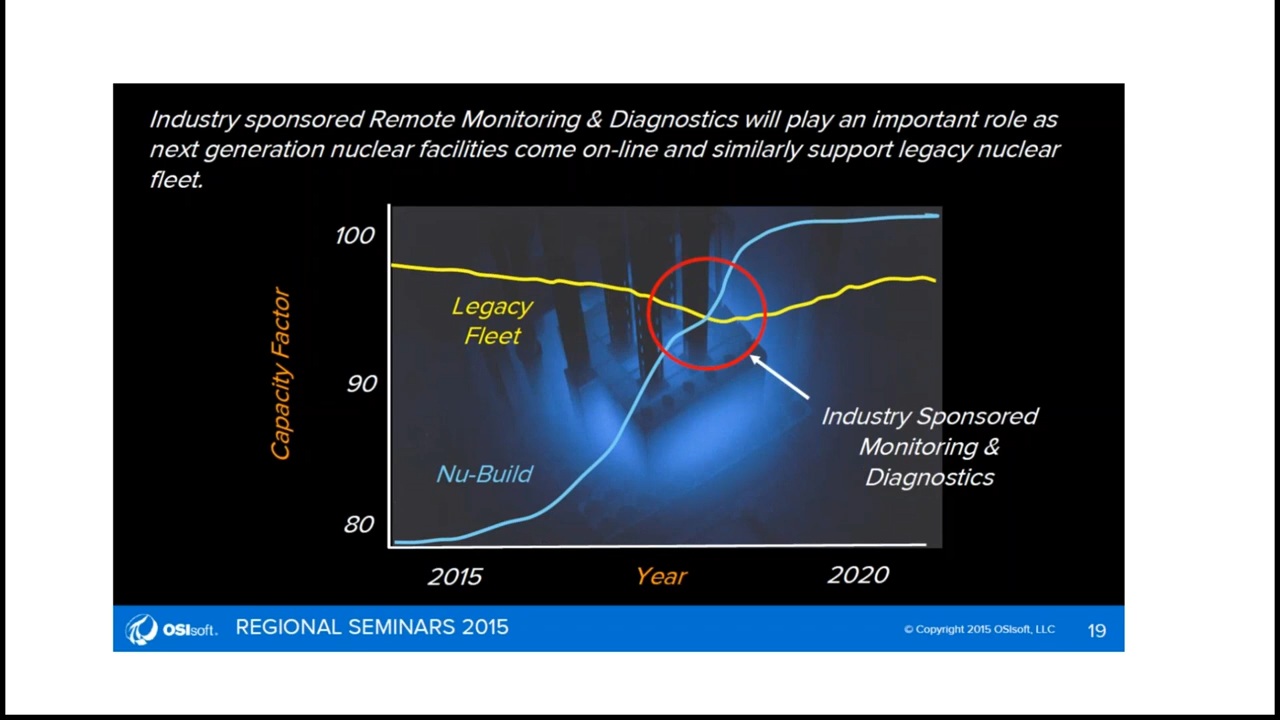 Industry sponsored Remote Monitoring & Diagnostics will play an important role as
next generation nuclear facilities come on-line and similarly support legacy nuclear
fleet.
100
90
80
Capacity Factor
Legacy
Fleet
Nu-Build
Industry Sponsored
Monitoring &
Diagnostics
2015
Year
2020
OSIsoft.
REGIONAL SEMINARS 2015
© Copyright 2015 OSIsoft, LLC
19